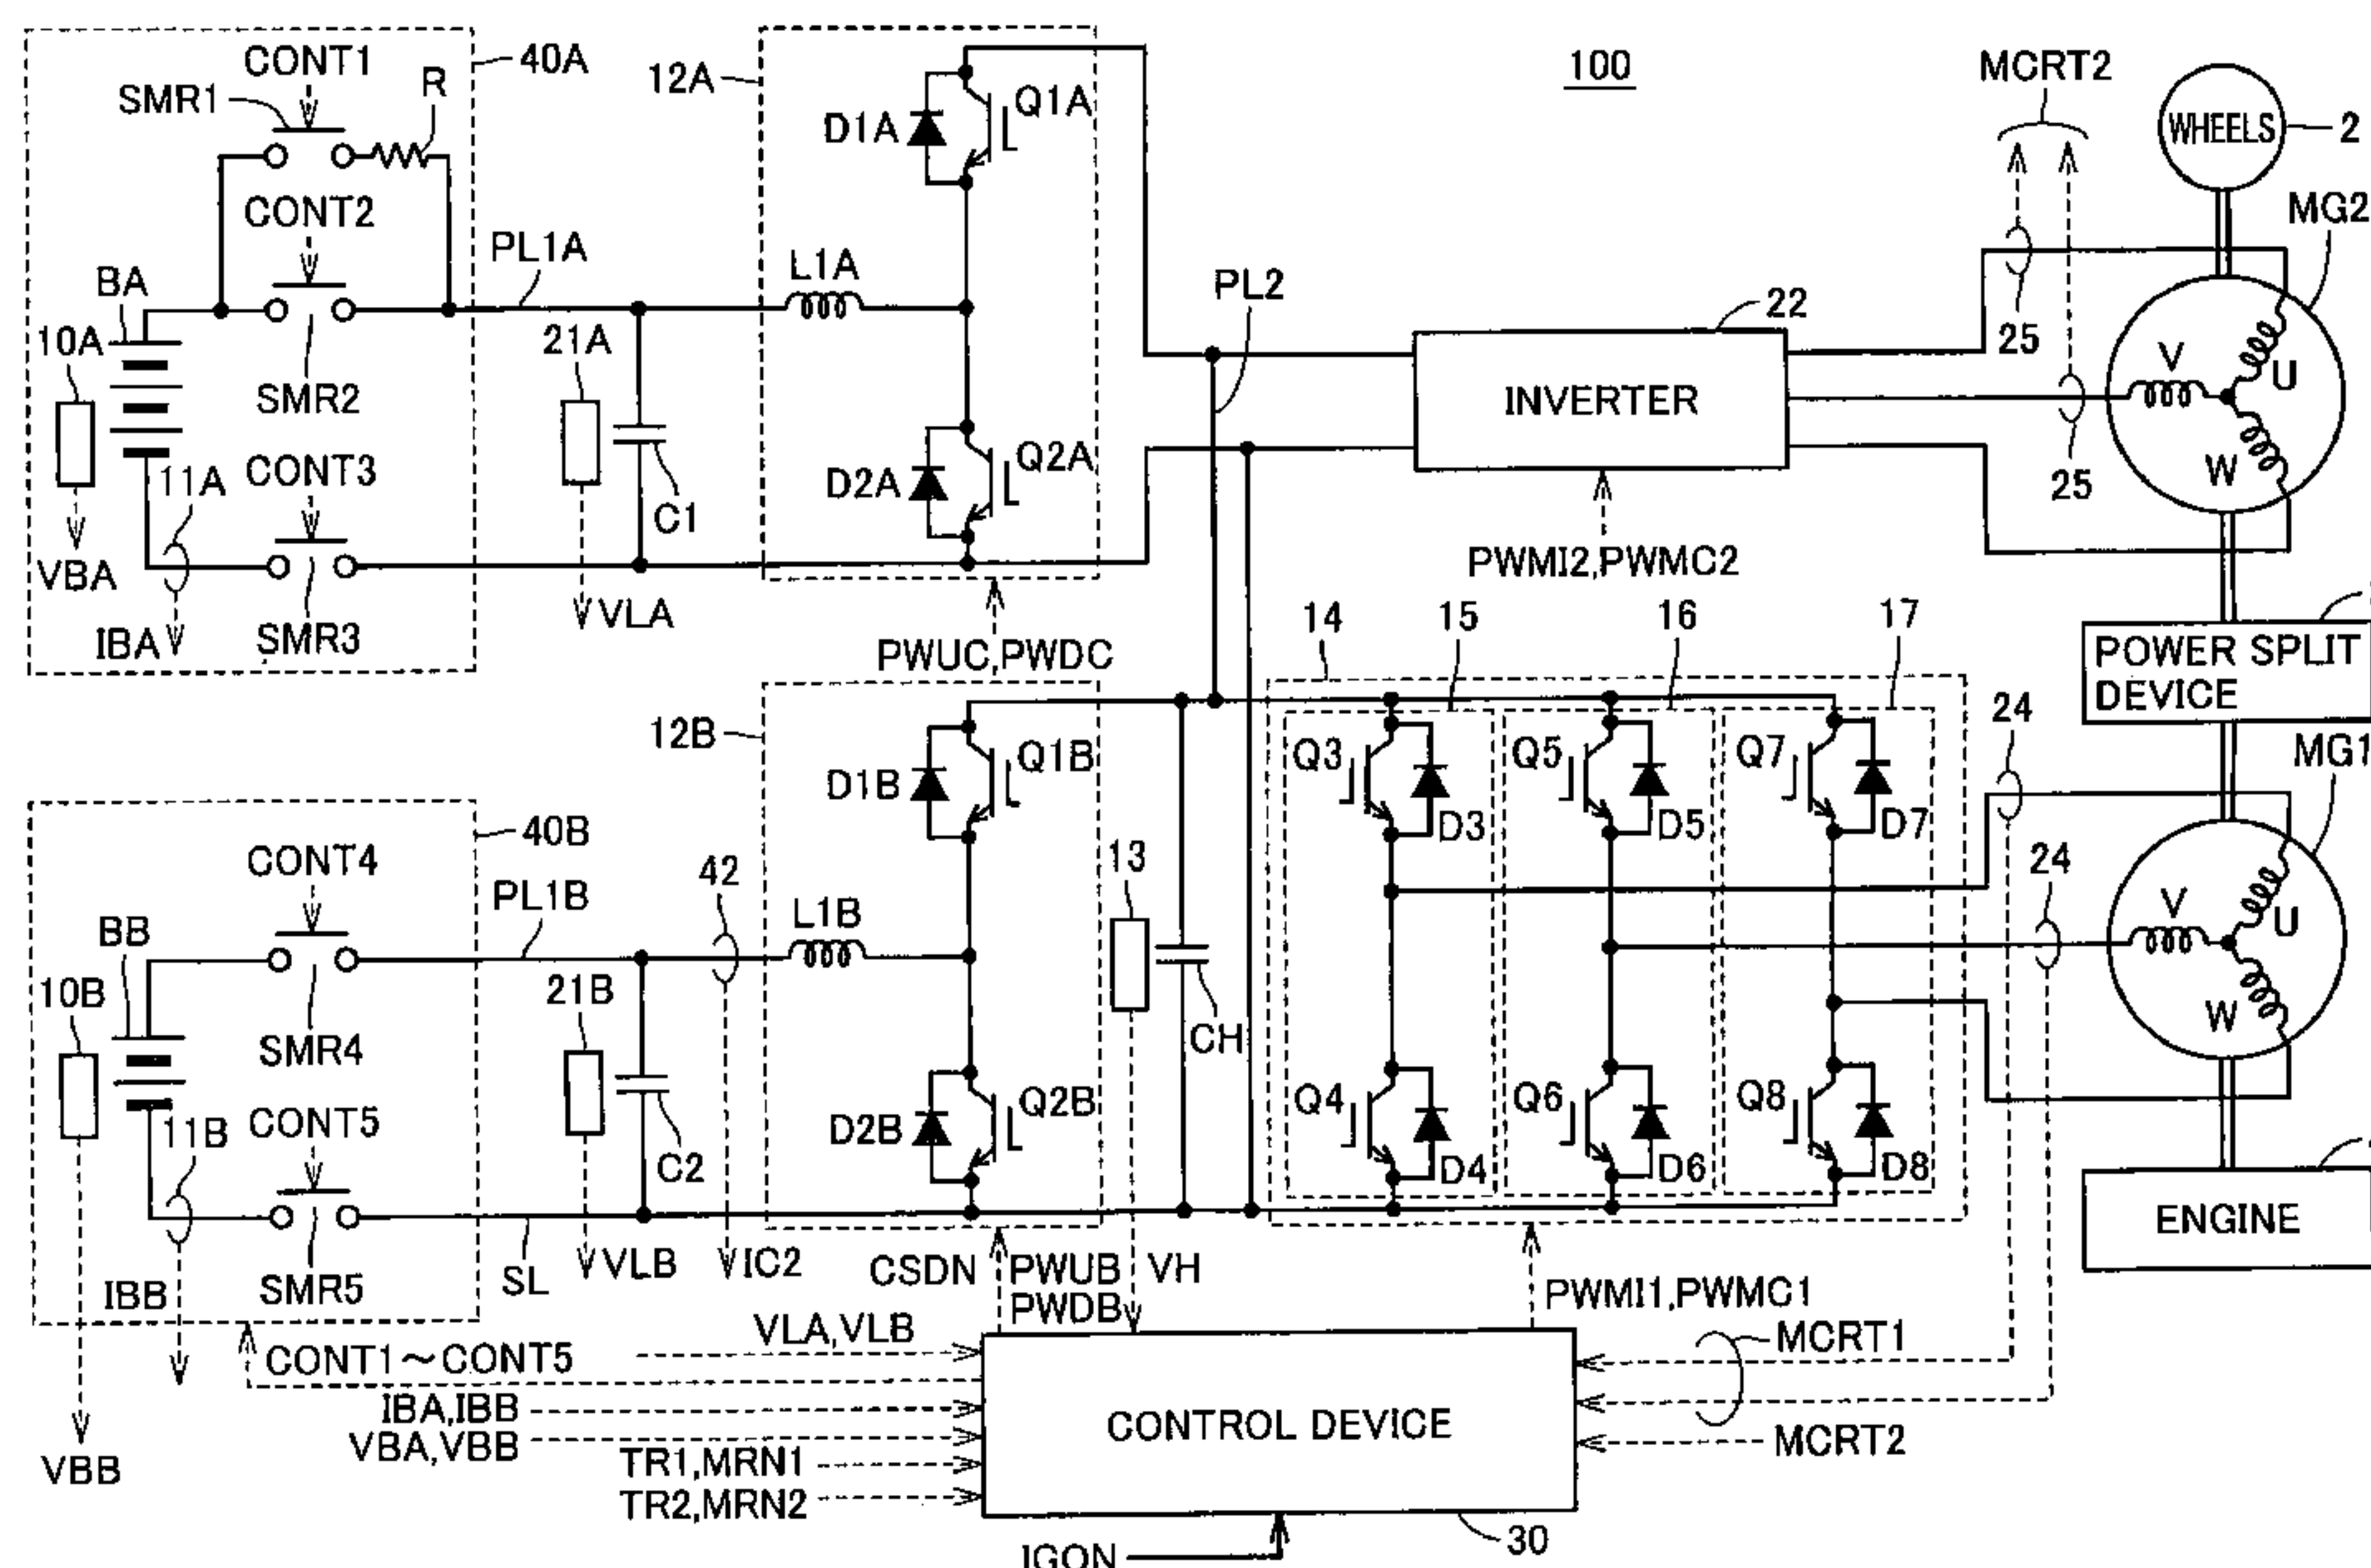 CONT1
SMR1
R
40A
12A
D1A
Q1A
100
MCRT2
WHEELS
2
MG2
CONT2
PL1A
L1A
PL2
22
25
BA
10A
SMR2
21A
INVERTER
V
U
W
25
CONT3
11A
C1
D2A
Q2A
VBA
IBA
SMR3
VLA
PWMI2,PWMC2
PWUC,PWDC
14
15
16
17
POWER SPLIT
DEVICE
24
MG1
12B
D1B
Q1B
Q3
D3
Q5
D5
Q7
D7
40B
CONT4
PL1B
42
L1B
13
24
V
U
W
BB
10B
SMR4
21B
CH
11B
CONT5
C2
D2B
Q2B
Q4
D4
Q6
D6
Q8
D8
ENGINE
IBB
SMR5
SL
VLB
IC2
CSDN
PWUB
PWDB
VH
PWMI1,PWMC1
VLA,VLB
CONT1~CONT5
MCRT1
IBA,IBB
VBA,VBB
CONTROL DEVICE
MCRT2
VBB
TR1,MRN1
TR2,MRN2
30
IGON